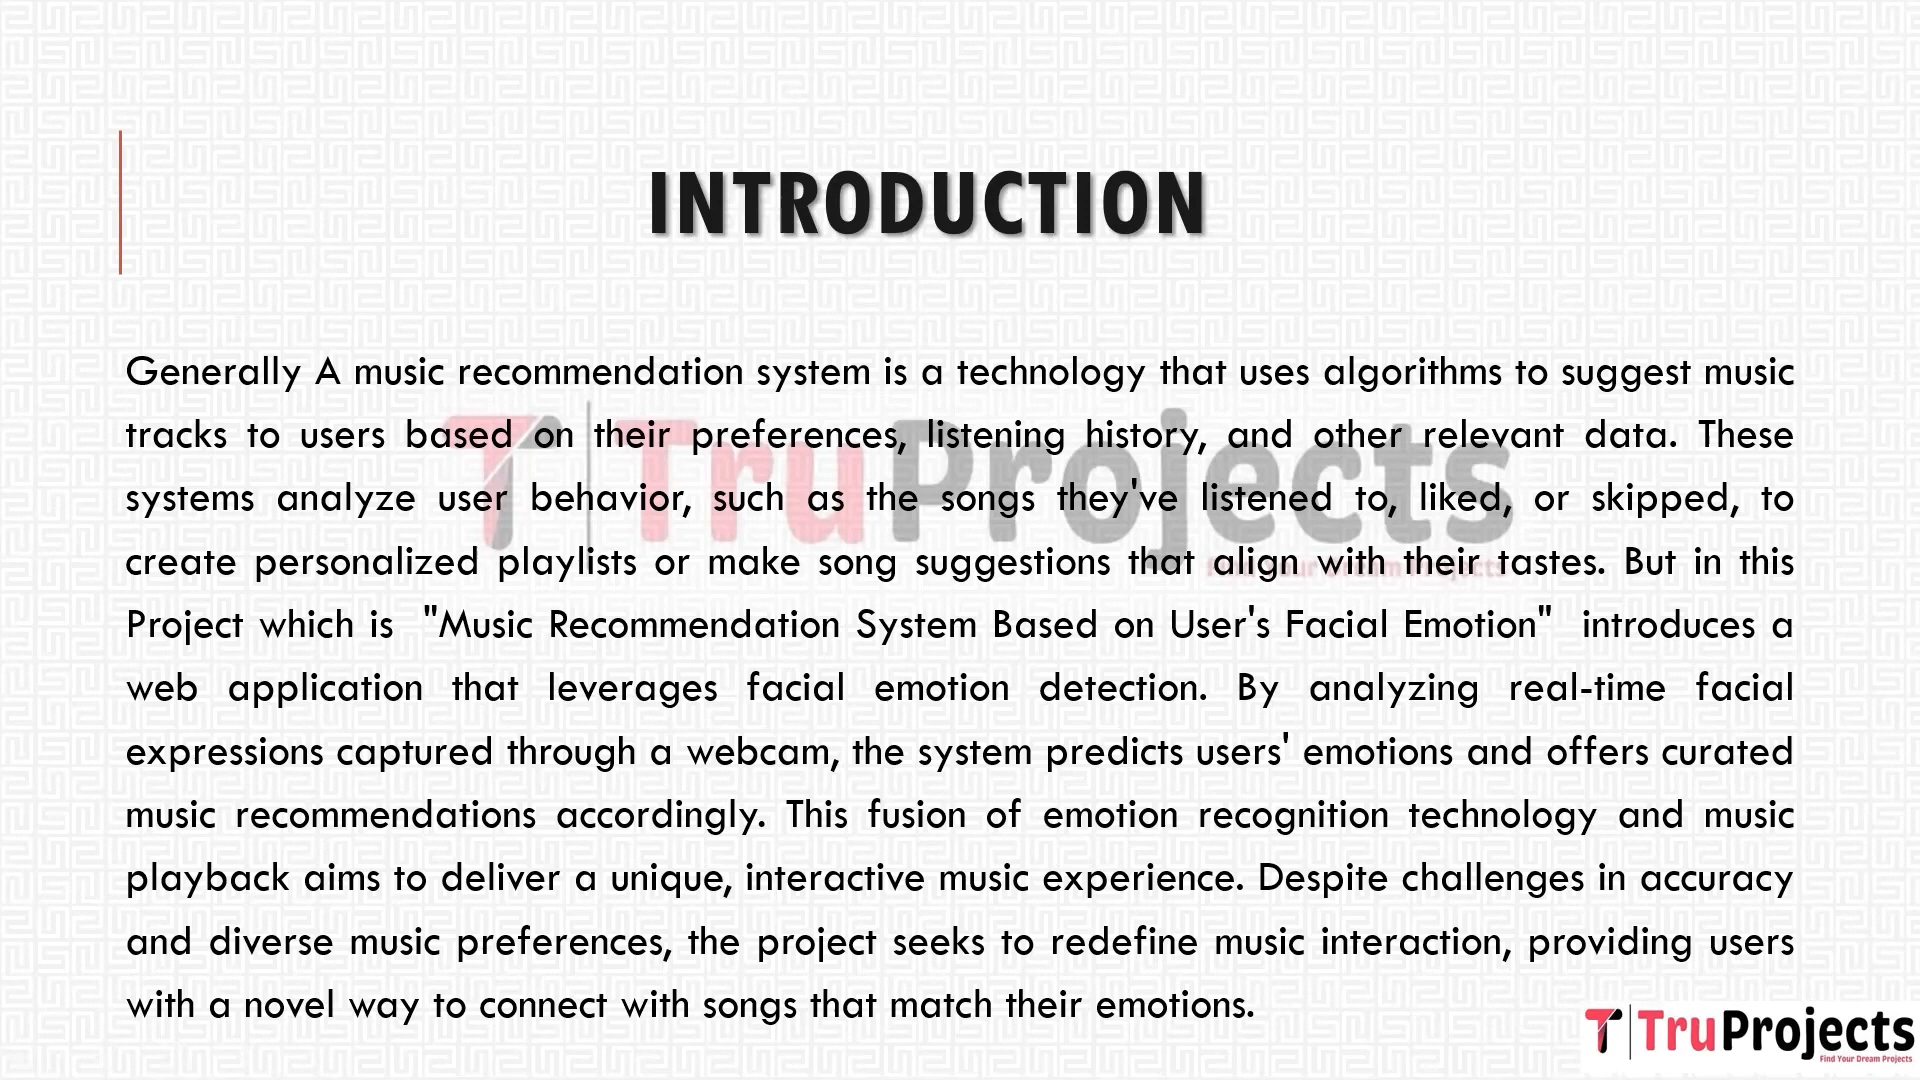 INTRODUCTION
Generally A music recommendation system is a technology that uses algorithms to suggest music
tracks to users based on their preferences, listening history, and other relevant data. These
systems analyze user behavior, such as the songs they've listened to, liked, or skipped, to
create personalized playlists or make song suggestions that align with their tastes. But in this
Project which is "Music Recommendation System Based on User's Facial Emotion" introduces a
web application that leverages facial emotion detection. By analyzing real-time facial
expressions captured through a webcam, the system predicts users' emotions and offers curated
music recommendations accordingly. This fusion of emotion recognition technology and music
playback aims to deliver a unique, interactive music experience. Despite challenges in accuracy
and diverse music preferences, the project seeks to redefine music interaction, providing users
with a novel way to connect with songs that match their emotions.
TruProjects
Find Your Dream Projects
TruProjects
Find Your Dream Projects